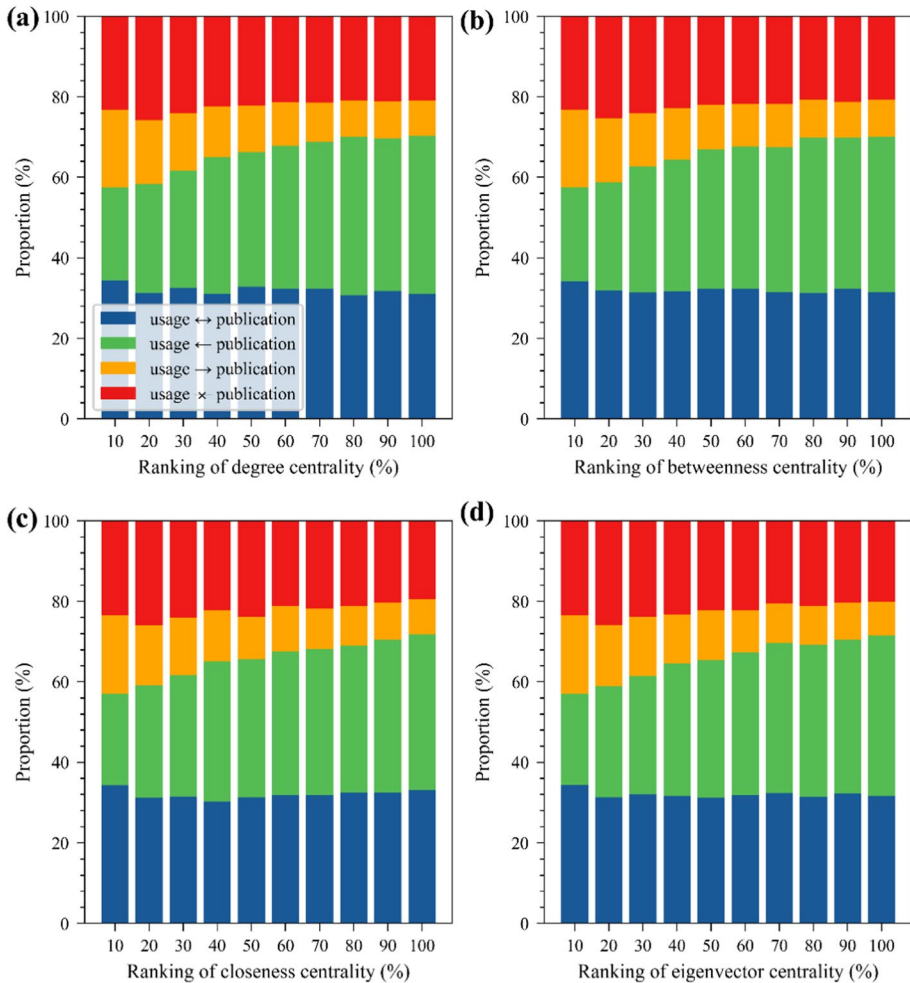 (a)
100
80
60
40
20
0
Proportion (%)
usage ↔ publication
usage ← publication
usage → publication
usage × publication
10 20 30 40 50 60 70 80 90 100
Ranking of degree centrality (%)
(b)
100
80
60
40
20
0
Proportion (%)
10 20 30 40 50 60 70 80 90 100
Ranking of betweenness centrality (%)
(c)
100
80
60
40
20
0
Proportion (%)
10 20 30 40 50 60 70 80 90 100
Ranking of closeness centrality (%)
(d)
100
80
60
40
20
0
Proportion (%)
10 20 30 40 50 60 70 80 90 100
Ranking of eigenvector centrality (%)